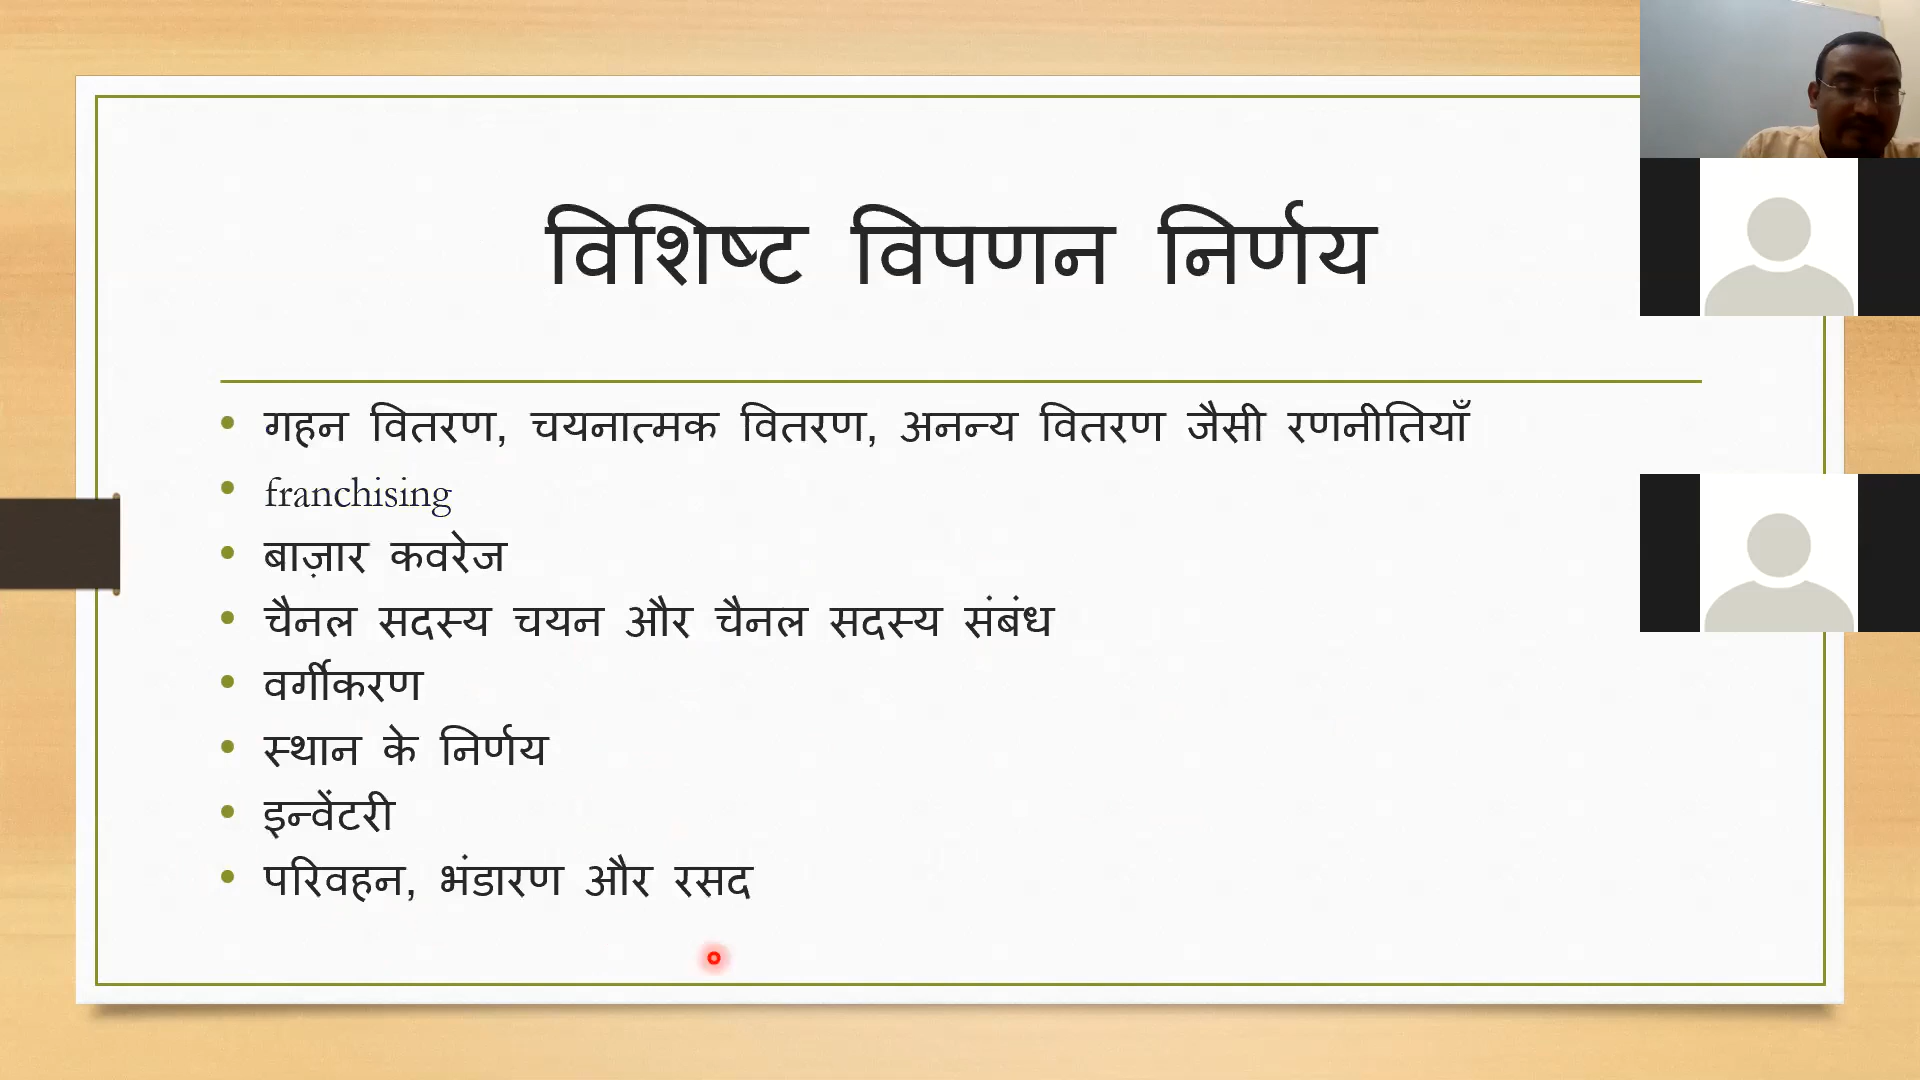 विशिष्ट विपणन निर्णय
• गहन वितरण, चयनात्मक वितरण, अनन्य वितरण जैसी रणनीतियाँ
• franchising
• बाज़ार कवरेज
• चैनल सदस्य चयन और चैनल सदस्य संबंध
• वर्गीकरण
• स्थान के निर्णय
• इन्वेंटरी
• परिवहन, भंडारण और रसद